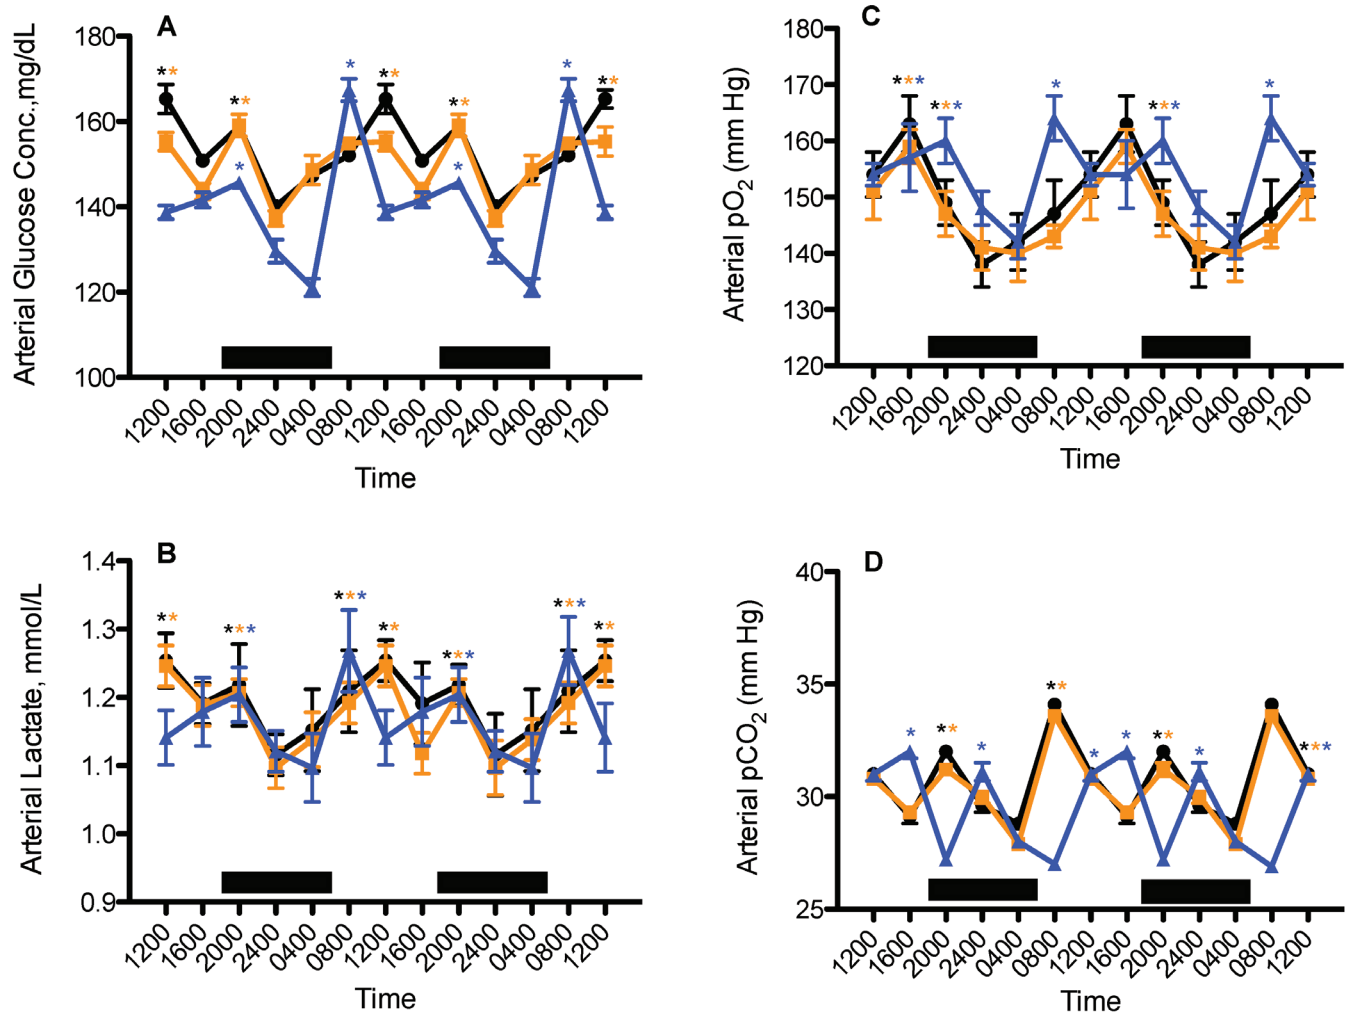 A
Arterial Glucose Conc.,mg/dL
180
160
140
120
100
** ** * * ** ** * * **
1200 1600 2000 2400 0400 0800 1200 1600 2000 2400 0400 0800 1200
Time
B
Arterial Lactate, mmol/L
1.4
1.3
1.2
1.1
1.0
0.9
** *** *** ** *** *** **
1200 1600 2000 2400 0400 0800 1200 1600 2000 2400 0400 0800 1200
Time
C
Arterial pO2 (mm Hg)
180
170
160
150
140
130
120
*** *** * *** *
1200 1600 2000 2400 0400 0800 1200 1600 2000 2400 0400 0800 1200
Time
D
Arterial pCO2 (mm Hg)
40
35
30
25
* ** * ** * * ** * ***
1200 1600 2000 2400 0400 0800 1200 1600 2000 2400 0400 0800 1200
Time